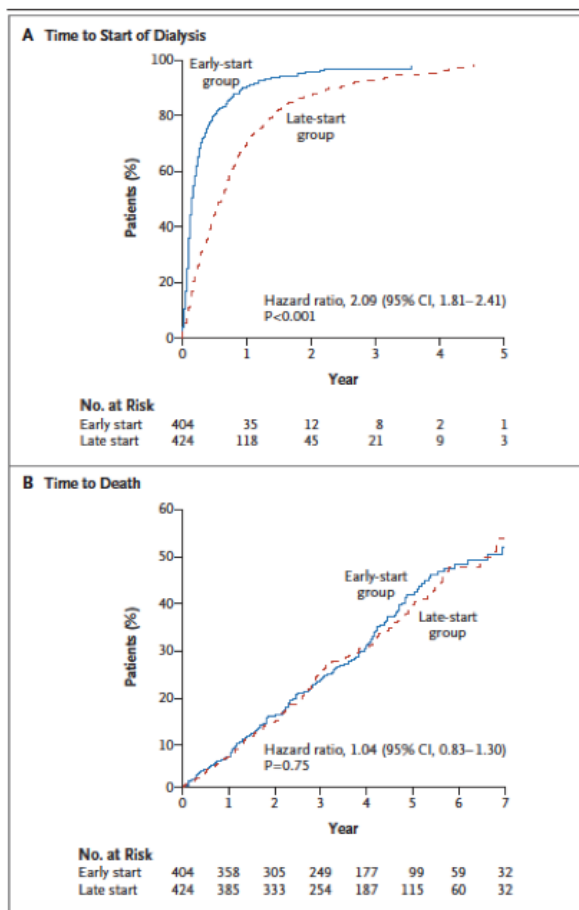 A Time to Start of Dialysis
100
80
60
40
20
0
Patients (%)
Early-start
group
Late-start
group
Hazard ratio, 2.09 (95% CI, 1.81–2.41)
P<0.001
0 1 2 3 4 5
Year
No. at Risk
Early start 404 35 12 8 2 1
Late start 424 118 45 21 9 3
B Time to Death
60
50
40
30
20
10
0
Patients (%)
Early-start
group
Late-start
group
Hazard ratio, 1.04 (95% CI, 0.83–1.30)
P=0.75
0 1 2 3 4 5 6 7
Year
No. at Risk
Early start 404 358 305 249 177 99 59 32
Late start 424 385 333 254 187 115 60 32